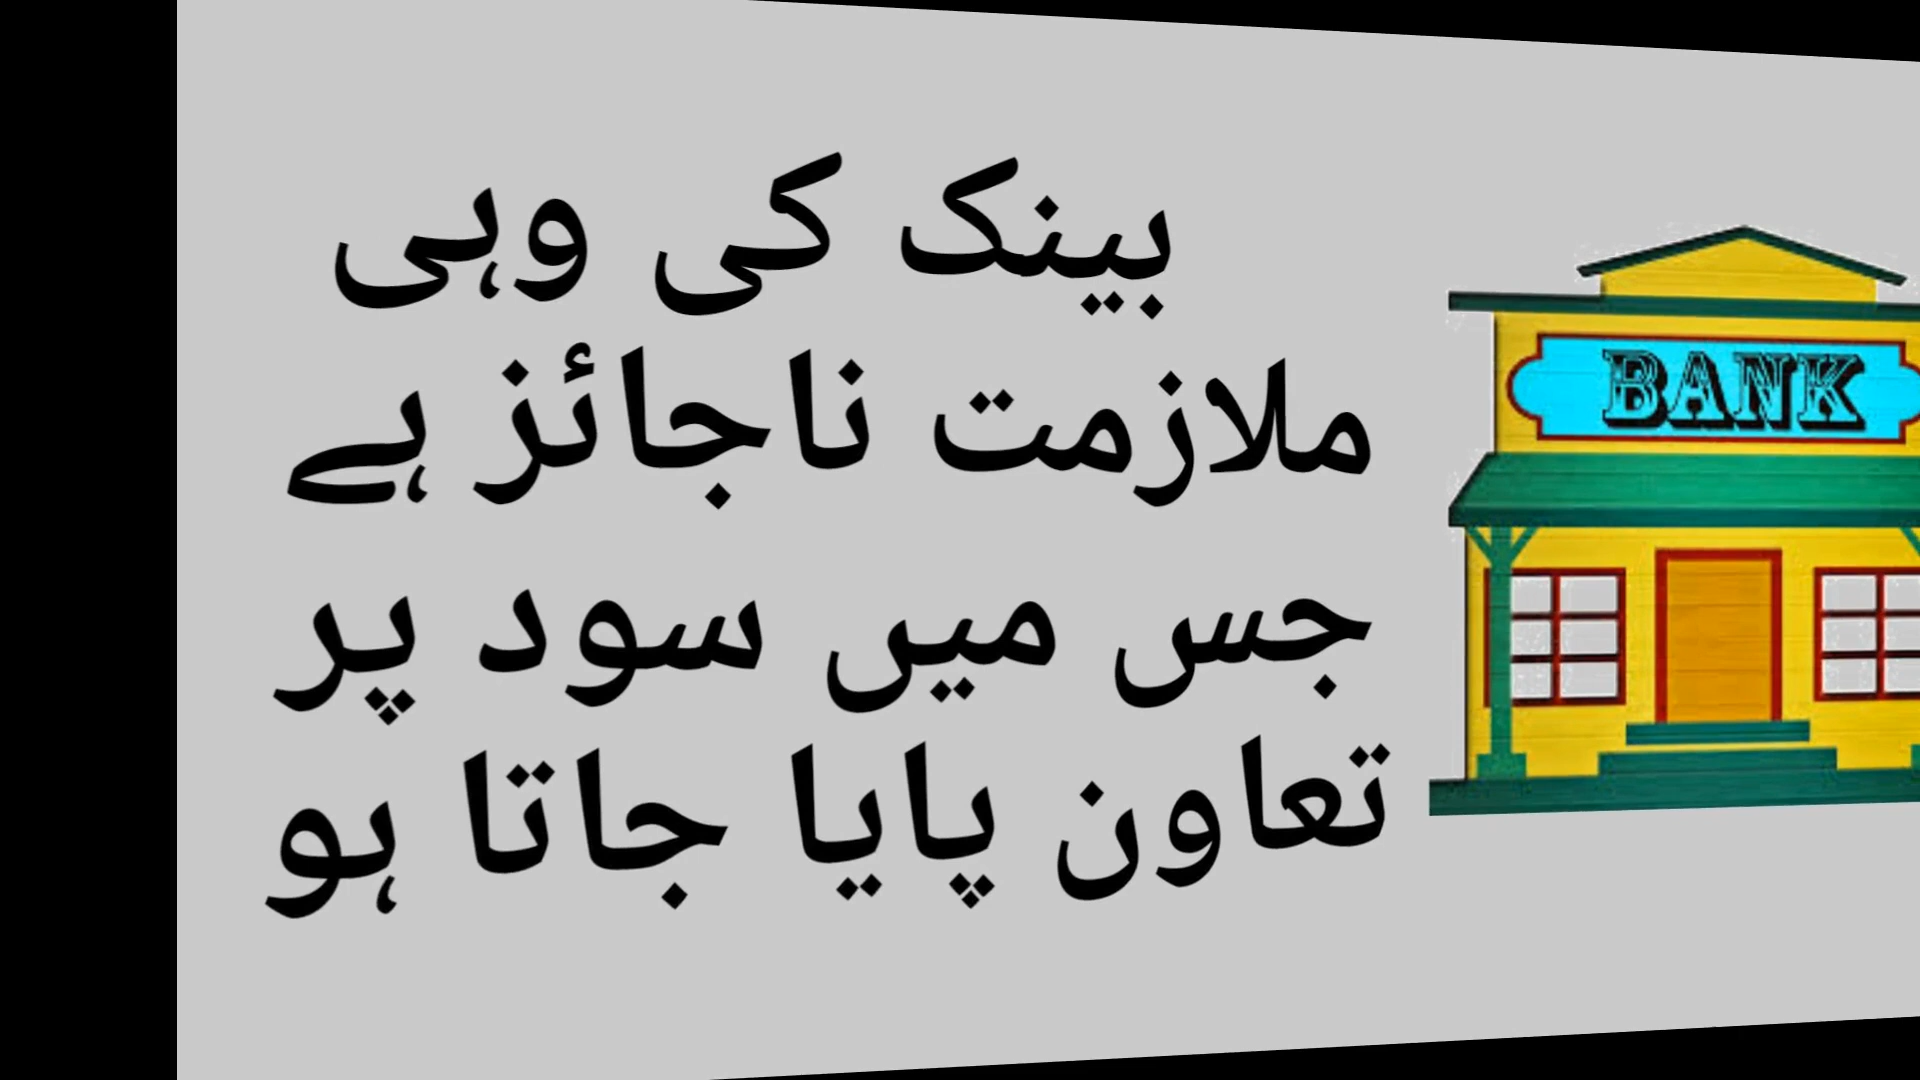 بینک کی وہی
ملازمت ناجائز ہے
جس میں سود پر
تعاون پایا جاتا ہو
BANK